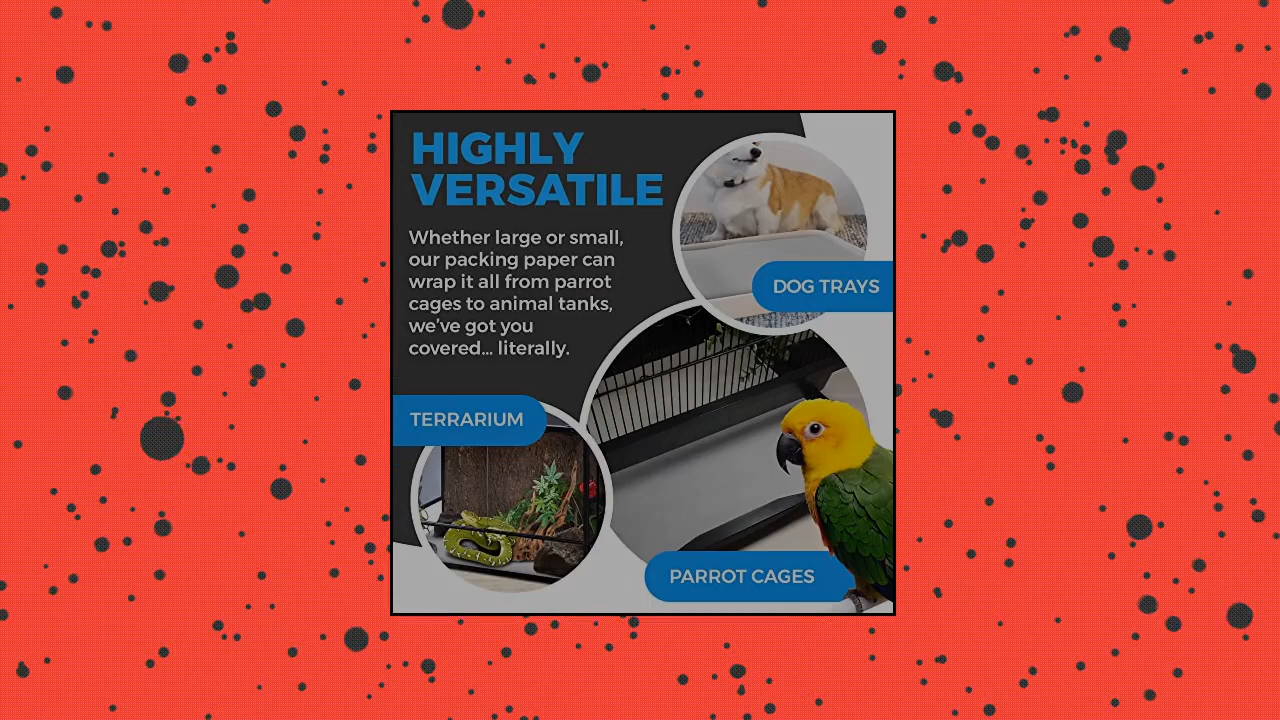 HIGHLY
VERSATILE
Whether large or small,
our packing paper can
wrap it all from parrot
cages to animal tanks,
we've got you
covered... literally.
DOG TRAYS
TERRARIUM
PARROT CAGES